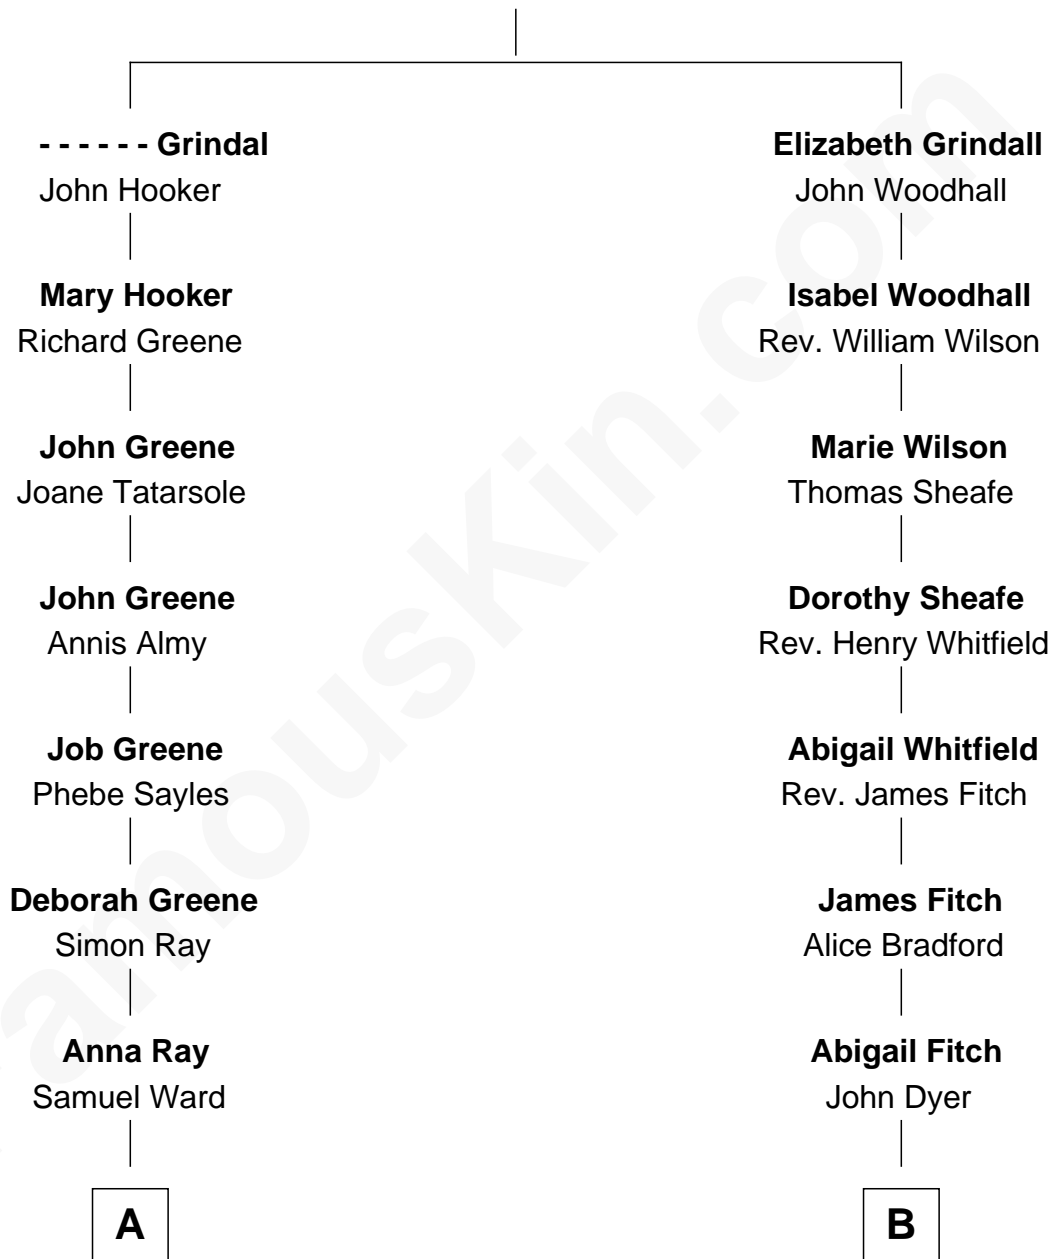 - - - - - - Grindal
John Hooker
Mary Hooker
Richard Greene
John Greene
Joane Tatarsole
John Greene
Annis Almy
Job Greene
Phebe Sayles
Deborah Greene
Simon Ray
Anna Ray
Samuel Ward
A
Elizabeth Grindall
John Woodhall
Isabel Woodhall
Rev. William Wilson
Marie Wilson
Thomas Sheafe
Dorothy Sheafe
Rev. Henry Whitfield
Abigail Whitfield
Rev. James Fitch
James Fitch
Alice Bradford
Abigail Fitch
John Dyer
B
amouskin.com